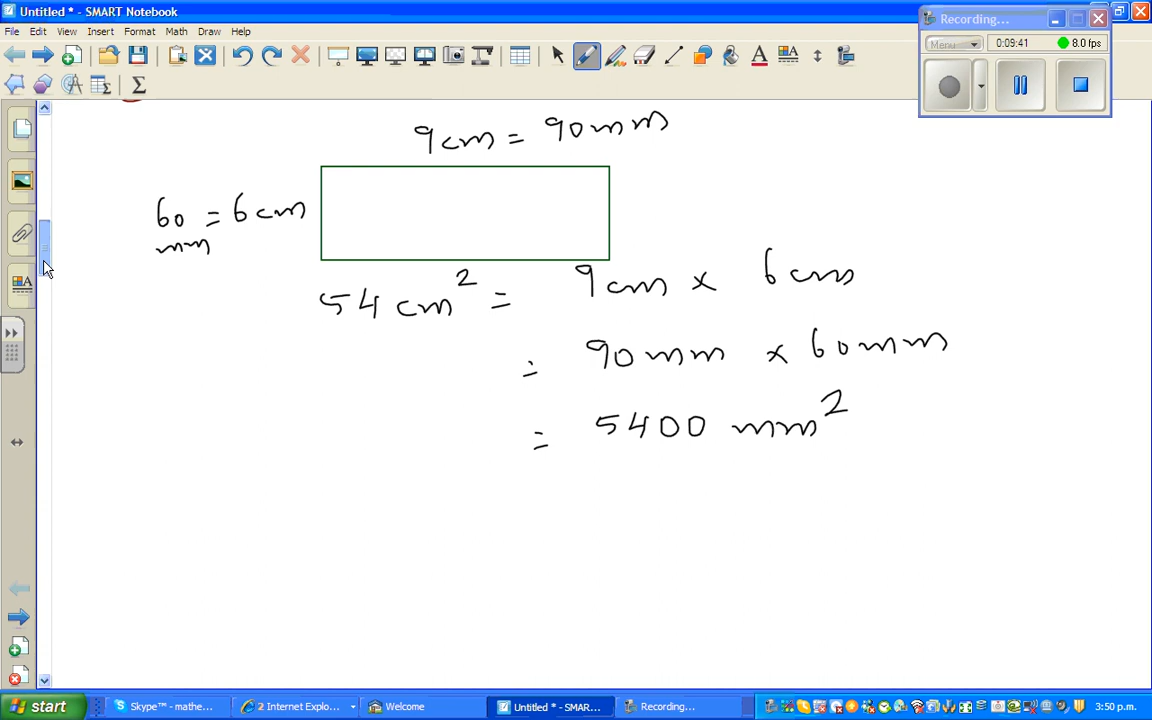 Untitled * - SMART Notebook
File Edit View Insert Format Math Draw Help
Recording...
Menu 0:09:41 8.0 fps
9cm = 90mm
60 = 6cm
mm
54 cm² = 9cm x 6cm
= 90mm x 60mm
= 5400 mm²
start Skype™ - mathe... 2 Internet Explo... Welcome Untitled * - SMAR... Recording... 3:50 p.m.